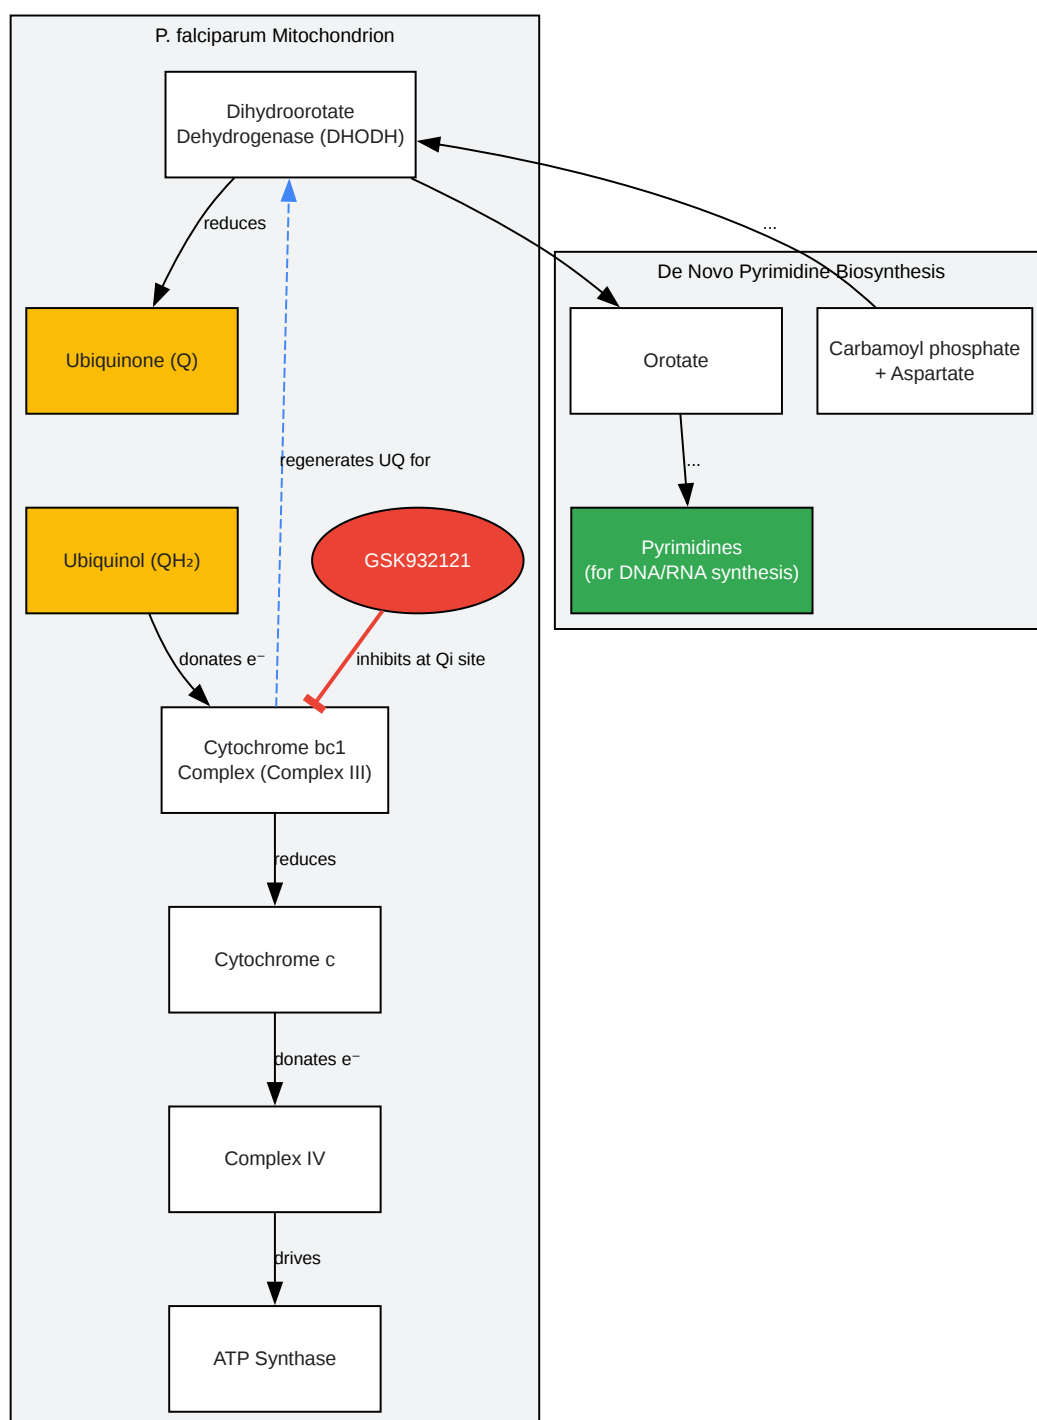 P. falciparum Mitochondrion
Dihydroorotate
Dehydrogenase (DHODH)
reduces
...
De Novo Pyrimidine Biosynthesis
Ubiquinone (Q)
Orotate
Carbamoyl phosphate
+ Aspartate
regenerates UQ for
...
Ubiquinol (QH₂)
GSK932121
Pyrimidines
(for DNA/RNA synthesis)
donates e⁻
inhibits at Qi site
Cytochrome bc1
Complex (Complex III)
reduces
Cytochrome c
donates e⁻
Complex IV
drives
ATP Synthase